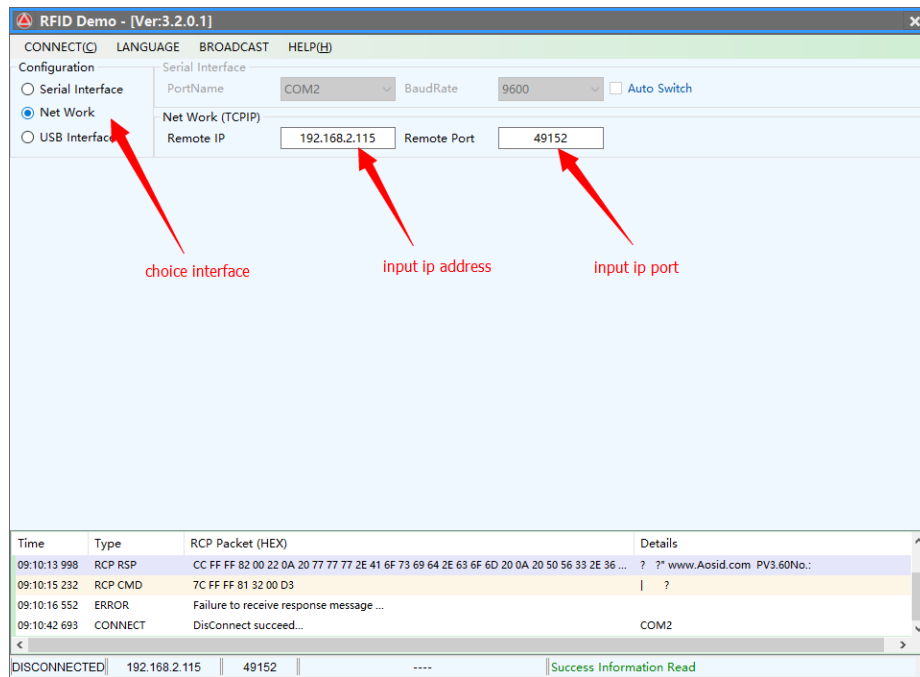 RFID Demo - [Ver:3.2.0.1]
CONNECT(C) LANGUAGE BROADCAST HELP(H)
Configuration Serial Interface
Serial Interface PortName COM2 BaudRate 9600 Auto Switch
Net Work Net Work (TCPIP)
USB Interface Remote IP 192.168.2.115 Remote Port 49152
choice interface input ip address input ip port
Time Type RCP Packet (HEX) Details
09:10:13 998 RCP RSP CC FF FF 82 00 22 0A 20 77 77 77 2E 41 6F 73 69 64 2E 63 6F 6D 20 0A 20 50 56 33 2E 36 ... ? ?" www.Aosid.com PV3.60No.:
09:10:15 232 RCP CMD 7C FF FF 81 32 00 D3 | ?
09:10:16 552 ERROR Failure to receive response message ...
09:10:42 693 CONNECT DisConnect succeed... COM2
DISCONNECTED 192.168.2.115 49152 ---- Success Information Read